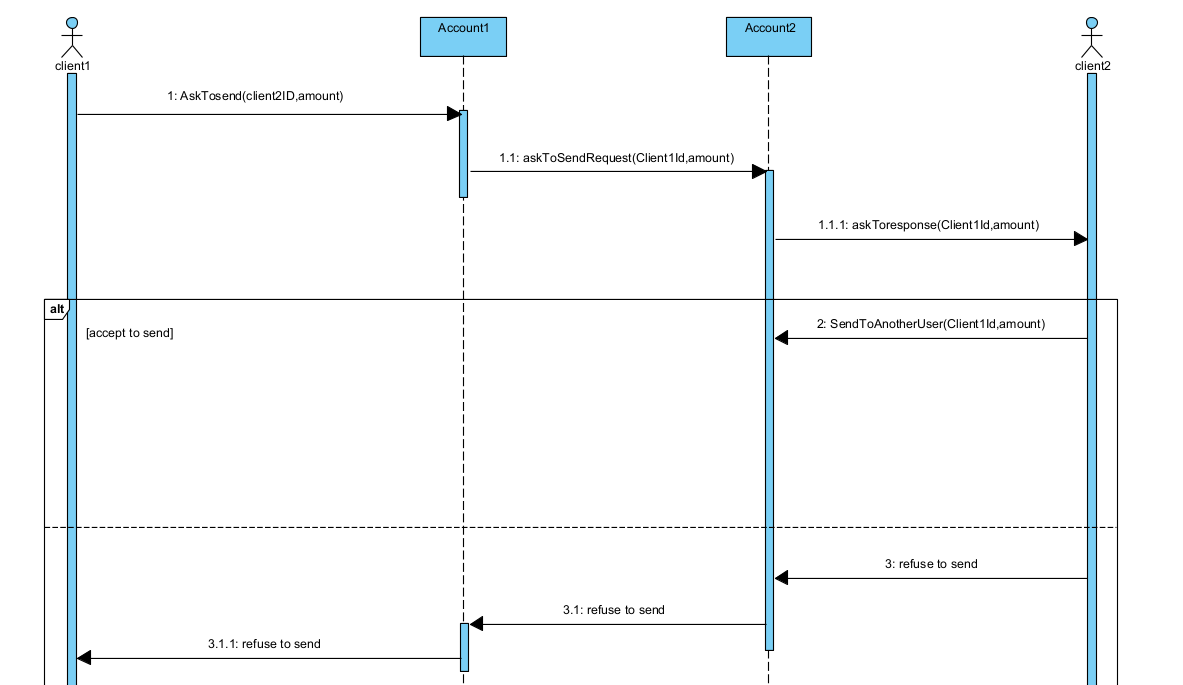 Account1
Account2
client1
client2
1: AskTosend(client2ID,amount)
1.1: askToSendRequest(Client1Id,amount)
1.1.1: askToresponse(Client1Id,amount)
alt
2: SendToAnotherUser(Client1Id,amount)
[accept to send]
3: refuse to send
3.1: refuse to send
3.1.1: refuse to send